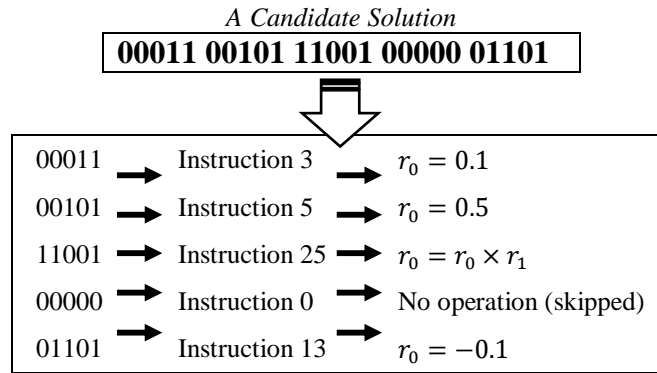 A Candidate Solution
00011 00101 11001 00000 01101
00011 Instruction 3 r₀ = 0.1
00101 Instruction 5 r₀ = 0.5
11001 Instruction 25 r₀ = r₀ × r₁
00000 Instruction 0 No operation (skipped)
01101 Instruction 13 r₀ = −0.1